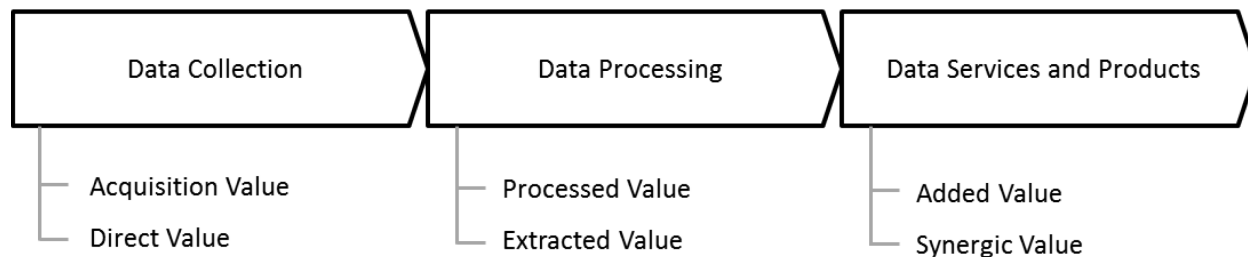 Data Collection
Data Processing
Data Services and Products
Acquisition Value
Direct Value
Processed Value
Extracted Value
Added Value
Synergic Value